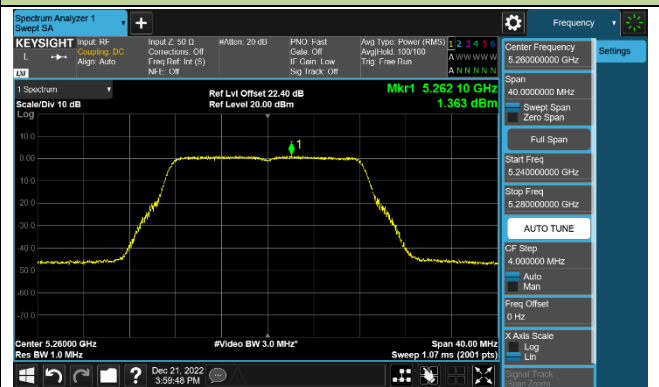 Spectrum Analyzer 1
Swept SA
Frequency
KEYSIGHT
L
LXI
Input: RF
Coupling: DC
Align: Auto
Input Z: 50 Ω
Corrections: Off
Freq Ref: Int (S)
NFE: Off
#Atten: 20 dB
PNO: Fast
Gate: Off
IF Gain: Low
Sig Track: Off
Avg Type: Power (RMS)
Avg|Hold: 100/100
Trig: Free Run
1 2 3 4 5 6
A W W W W W
A N N N N N
1 Spectrum
Scale/Div 10 dB
Log
Ref Lvl Offset 22.40 dB
Ref Level 20.00 dBm
Mkr1 5.262 10 GHz
1.363 dBm
1
10.0
0.00
-10.0
-20.0
-30.0
-40.0
-50.0
-60.0
-70.0
Center 5.26000 GHz
Res BW 1.0 MHz
#Video BW 3.0 MHz*
Span 40.00 MHz
Sweep 1.07 ms (2001 pts)
Center Frequency
5.260000000 GHz
Settings
Span
40.0000000 MHz
Swept Span
Zero Span
Full Span
Start Freq
5.240000000 GHz
Stop Freq
5.280000000 GHz
AUTO TUNE
CF Step
4.000000 MHz
Auto
Man
Freq Offset
0 Hz
X Axis Scale
Log
Lin
Signal Track
(Span Zoom)
Dec 21, 2022
3:59:48 PM